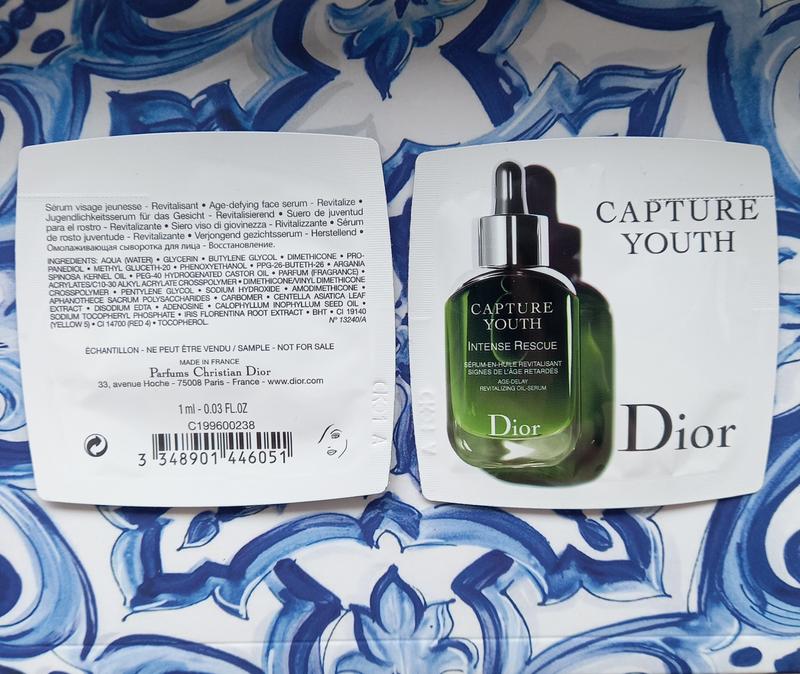 Sérum visage jeunesse - Revitalisant • Age-defying face serum - Revitalize •
Jugendlichkeitsserum für das Gesicht - Revitalisierend • Suero de juventud
para el rostro - Revitalizante • Siero viso di giovinezza - Rivitalizzante • Sérum
de rosto juventude - Revitalizante • Verjongend gezichtsserum - Herstellend •
Омолаживающая сыворотка для лица - Восстановление.
INGREDIENTS: AQUA (WATER) • GLYCERIN • BUTYLENE GLYCOL • DIMETHICONE • PRO-
PANEDIOL • METHYL GLUCETH-20 • PHENOXYETHANOL • PPG-26-BUTETH-26 • ARGANIA
SPINOSA KERNEL OIL • PEG-40 HYDROGENATED CASTOR OIL • PARFUM (FRAGRANCE) •
ACRYLATES/C10-30 ALKYL ACRYLATE CROSSPOLYMER • DIMETHICONE/VINYL DIMETHICONE
CROSSPOLYMER • PENTYLENE GLYCOL • SODIUM HYDROXIDE • AMODIMETHICONE •
APHANOTHECE SACRUM POLYSACCHARIDES • CARBOMER • CENTELLA ASIATICA LEAF
EXTRACT • DISODIUM EDTA • ADENOSINE • CALOPHYLLUM INOPHYLLUM SEED OIL •
SODIUM TOCOPHERYL PHOSPHATE • IRIS FLORENTINA ROOT EXTRACT • BHT • CI 19140
(YELLOW 5) • CI 14700 (RED 4) • TOCOPHEROL. N° 13240/A
ÉCHANTILLON - NE PEUT ÊTRE VENDU / SAMPLE - NOT FOR SALE
MADE IN FRANCE
Parfums Christian Dior
33, avenue Hoche - 75008 Paris - France - www.dior.com
1 ml - 0.03 FL.OZ
C199600238
3 348901 446051
CAPTURE
YOUTH
CAPTURE
YOUTH
INTENSE RESCUE
SÉRUM-EN-HUILE REVITALISANT
SIGNES DE L'ÂGE RETARDÉS
AGE-DELAY
REVITALIZING OIL-SERUM
Dior
Dior